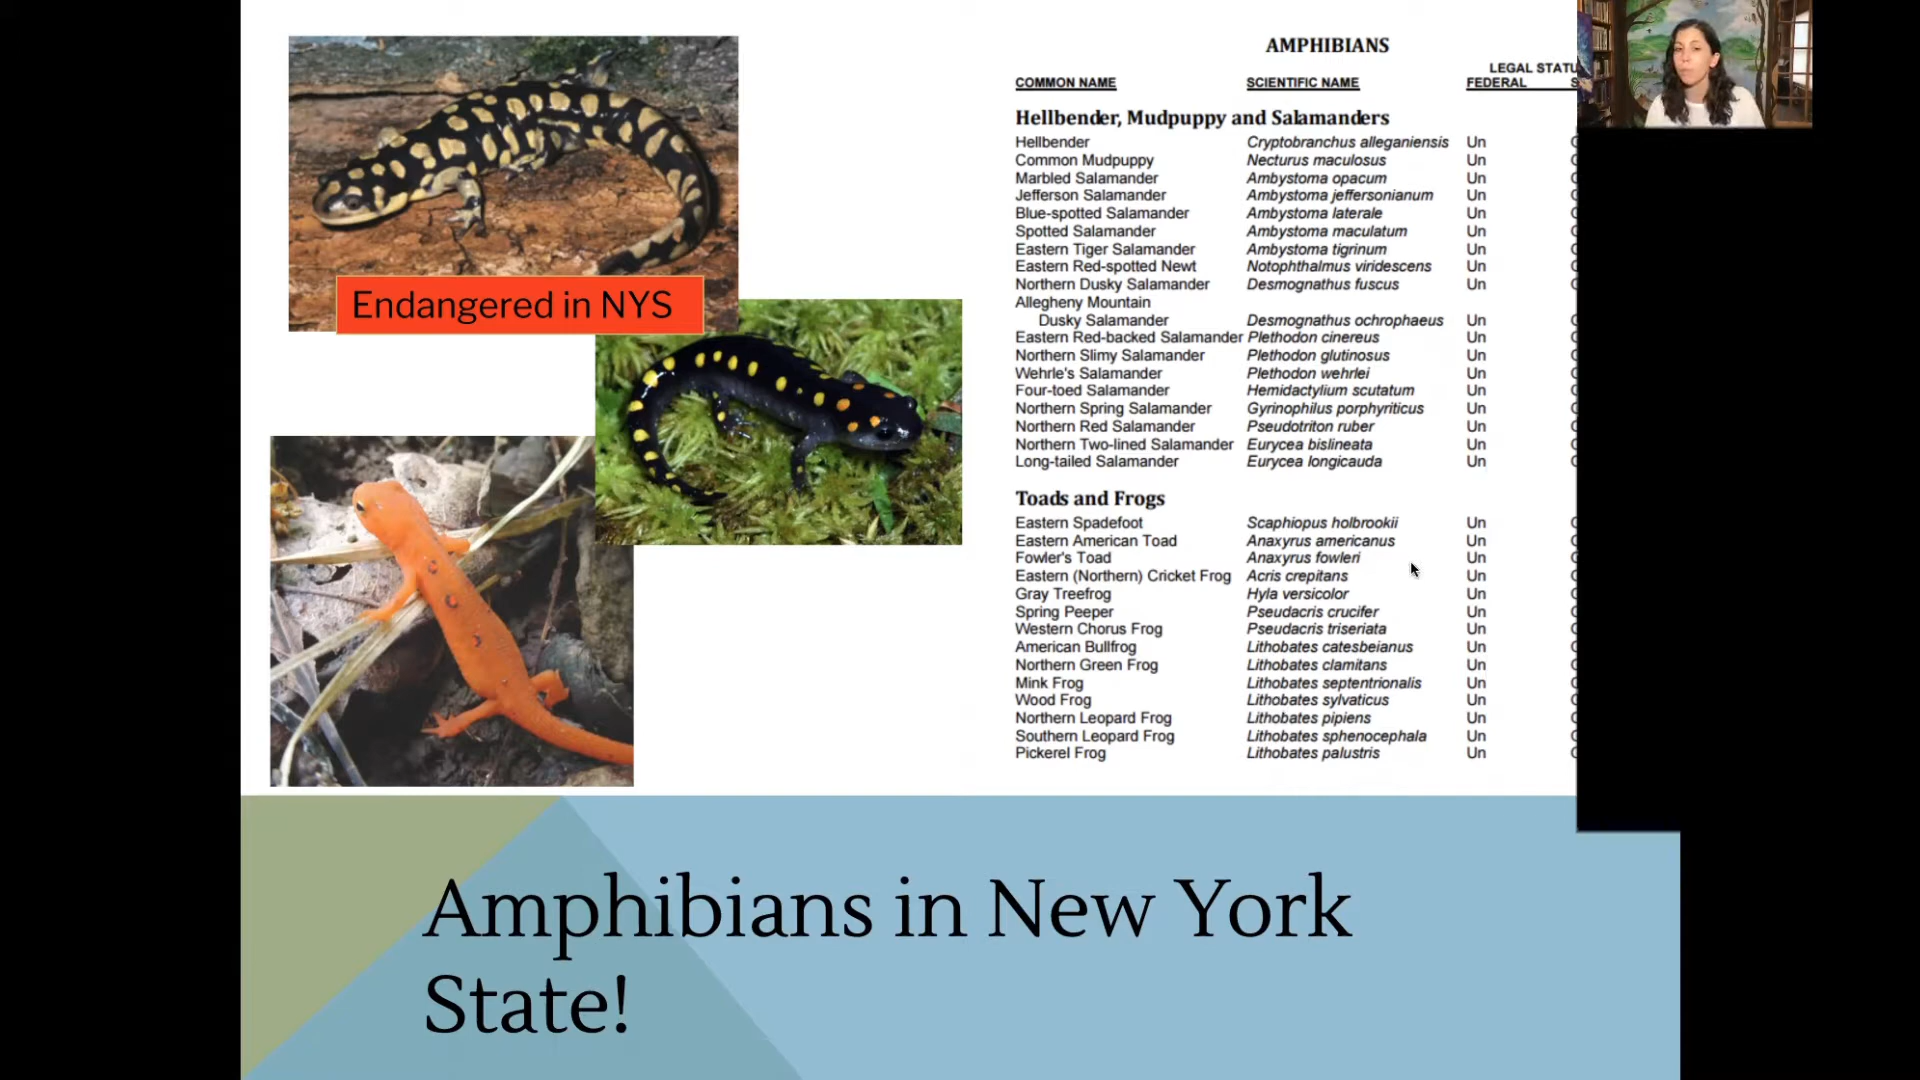 AMPHIBIANS
LEGAL STATU
COMMON NAME SCIENTIFIC NAME FEDERAL S
Hellbender, Mudpuppy and Salamanders
Hellbender Cryptobranchus alleganiensis Un
Common Mudpuppy Necturus maculosus Un
Marbled Salamander Ambystoma opacum Un
Jefferson Salamander Ambystoma jeffersonianum Un
Blue-spotted Salamander Ambystoma laterale Un
Spotted Salamander Ambystoma maculatum Un
Eastern Tiger Salamander Ambystoma tigrinum Un
Eastern Red-spotted Newt Notophthalmus viridescens Un
Northern Dusky Salamander Desmognathus fuscus Un
Allegheny Mountain
Dusky Salamander Desmognathus ochrophaeus Un
Eastern Red-backed Salamander Plethodon cinereus Un
Northern Slimy Salamander Plethodon glutinosus Un
Wehrle's Salamander Plethodon wehrlei Un
Four-toed Salamander Hemidactylium scutatum Un
Northern Spring Salamander Gyrinophilus porphyriticus Un
Northern Red Salamander Pseudotriton ruber Un
Northern Two-lined Salamander Eurycea bislineata Un
Long-tailed Salamander Eurycea longicauda Un
Toads and Frogs
Eastern Spadefoot Scaphiopus holbrookii Un
Eastern American Toad Anaxyrus americanus Un
Fowler's Toad Anaxyrus fowleri Un
Eastern (Northern) Cricket Frog Acris crepitans Un
Gray Treefrog Hyla versicolor Un
Spring Peeper Pseudacris crucifer Un
Western Chorus Frog Pseudacris triseriata Un
American Bullfrog Lithobates catesbeianus Un
Northern Green Frog Lithobates clamitans Un
Mink Frog Lithobates septentrionalis Un
Wood Frog Lithobates sylvaticus Un
Northern Leopard Frog Lithobates pipiens Un
Southern Leopard Frog Lithobates sphenocephala Un
Pickerel Frog Lithobates palustris Un
Endangered in NYS
Amphibians in New York
State!